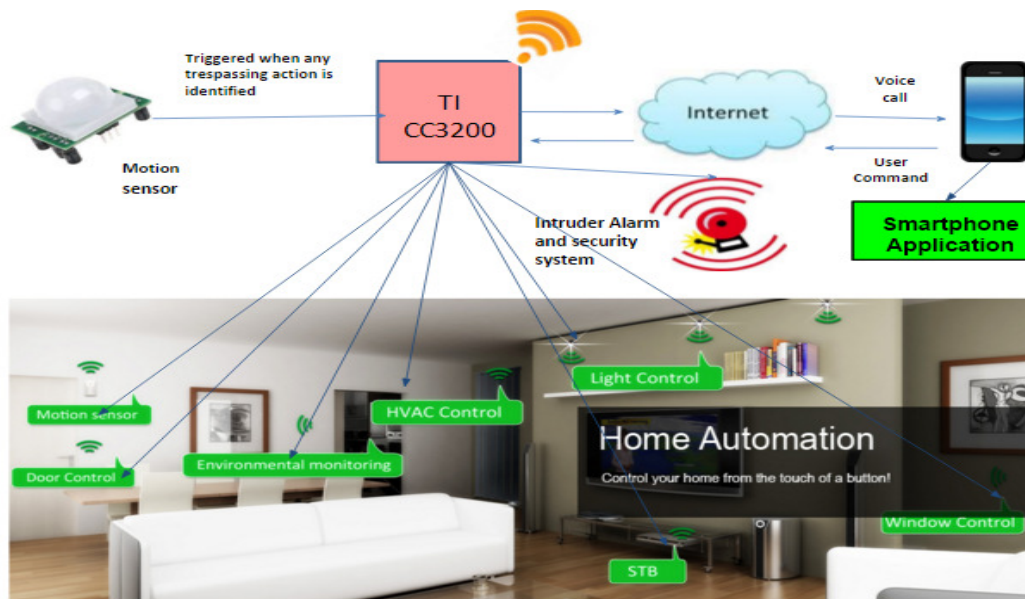 Triggered when any
trespassing action is
identified
TI
CC3200
Internet
Voice
call
User
Command
Motion
sensor
Intruder Alarm
and security
system
Smartphone
Application
Light Control
HVAC Control
Motion sensor
Home Automation
Environmental monitoring
Door Control
Control your home from the touch of a button!
Window Control
STB